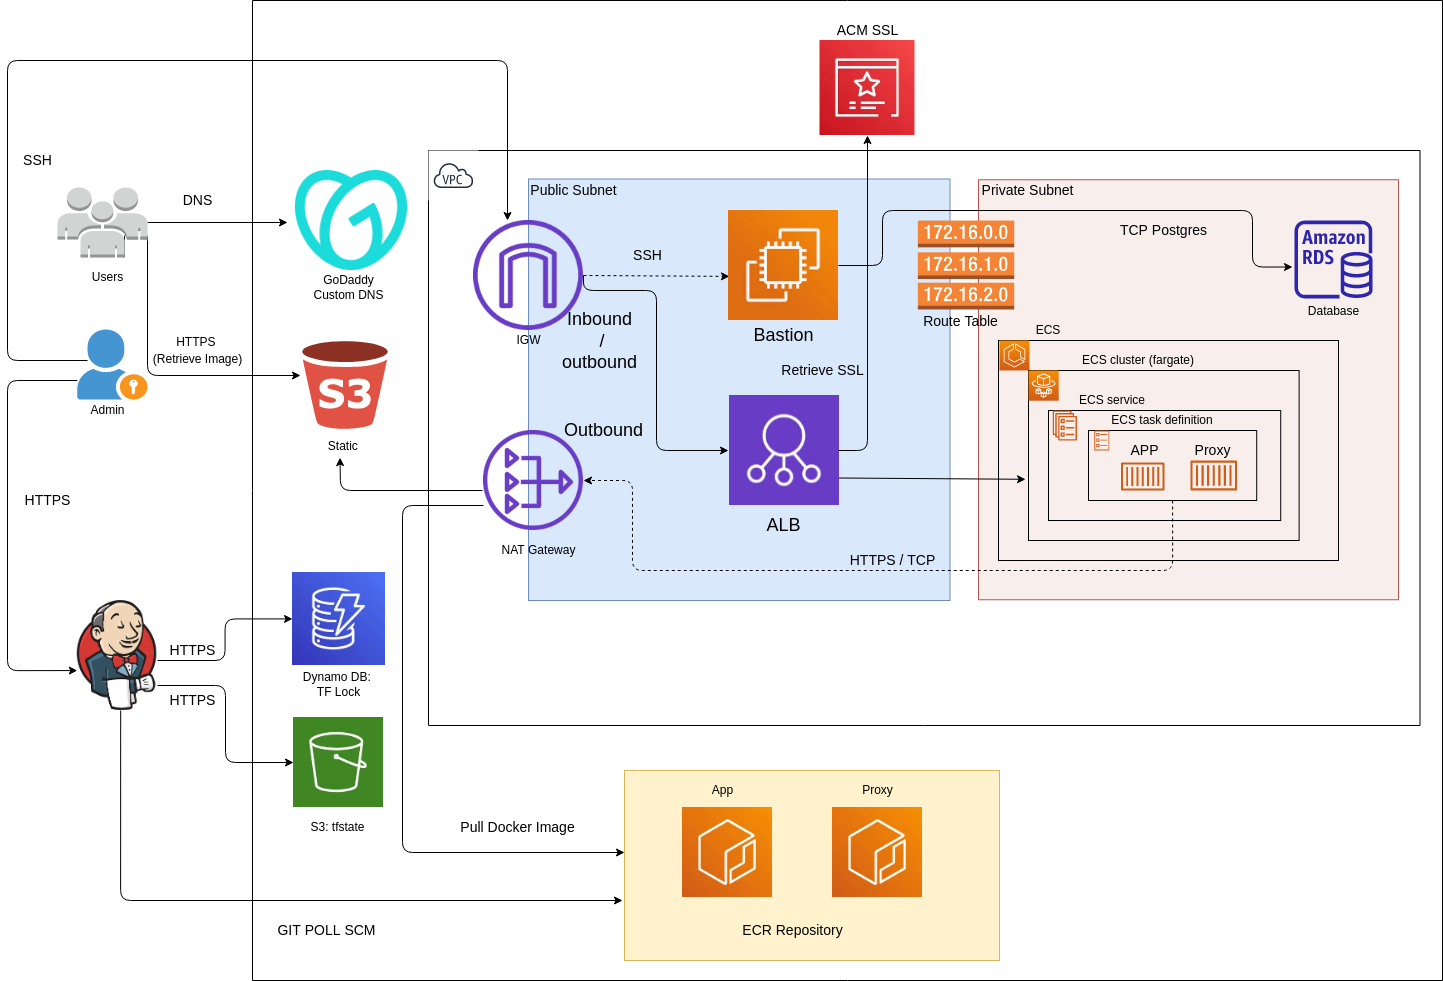 ACM SSL
SSH
VPC
Public Subnet
Private Subnet
DNS
172.16.0.0
TCP Postgres
Amazon
RDS
SSH
172.16.1.0
Users
GoDaddy
Custom DNS
172.16.2.0
Database
Inbound
/
outbound
IGW
Bastion
Route Table
ECS
HTTPS
(Retrieve Image)
Retrieve SSL
ECS cluster (fargate)
S3
ECS service
Admin
ECS task definition
Static
Outbound
APP
Proxy
HTTPS
ALB
NAT Gateway
HTTPS / TCP
HTTPS
Dynamo DB:
TF Lock
HTTPS
S3: tfstate
App
Proxy
Pull Docker Image
GIT POLL SCM
ECR Repository